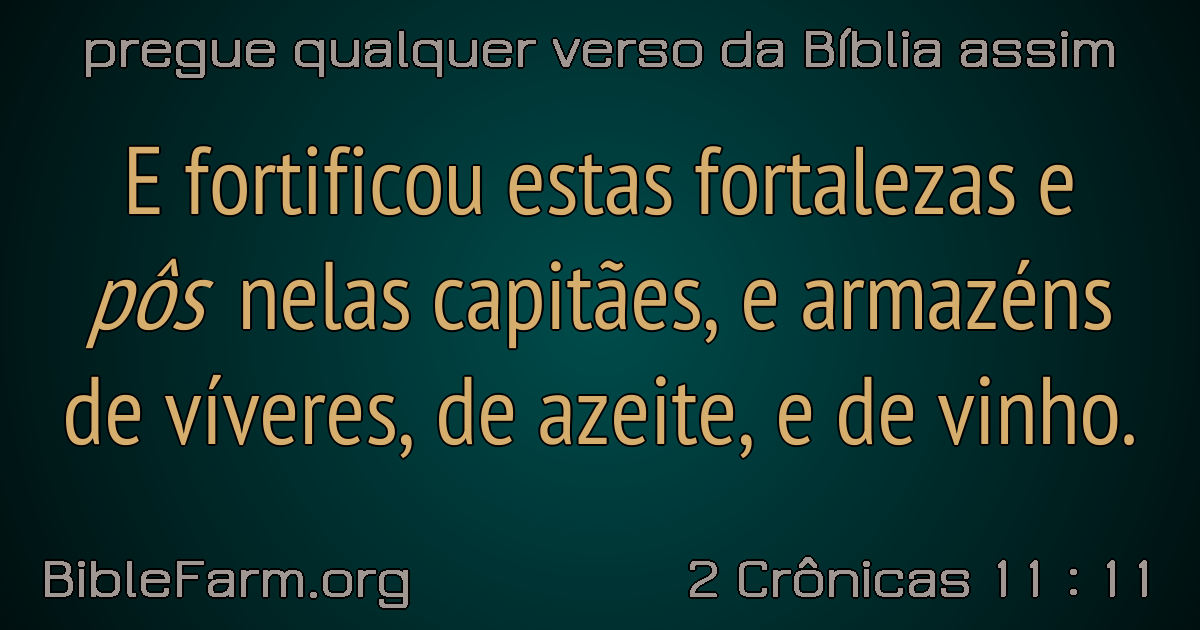 pregue qualquer verso da Bíblia assim
E fortificou estas fortalezas e
pôs nelas capitães, e armazéns
de víveres, de azeite, e de vinho.
BibleFarm.org
2 Crônicas 11 : 11